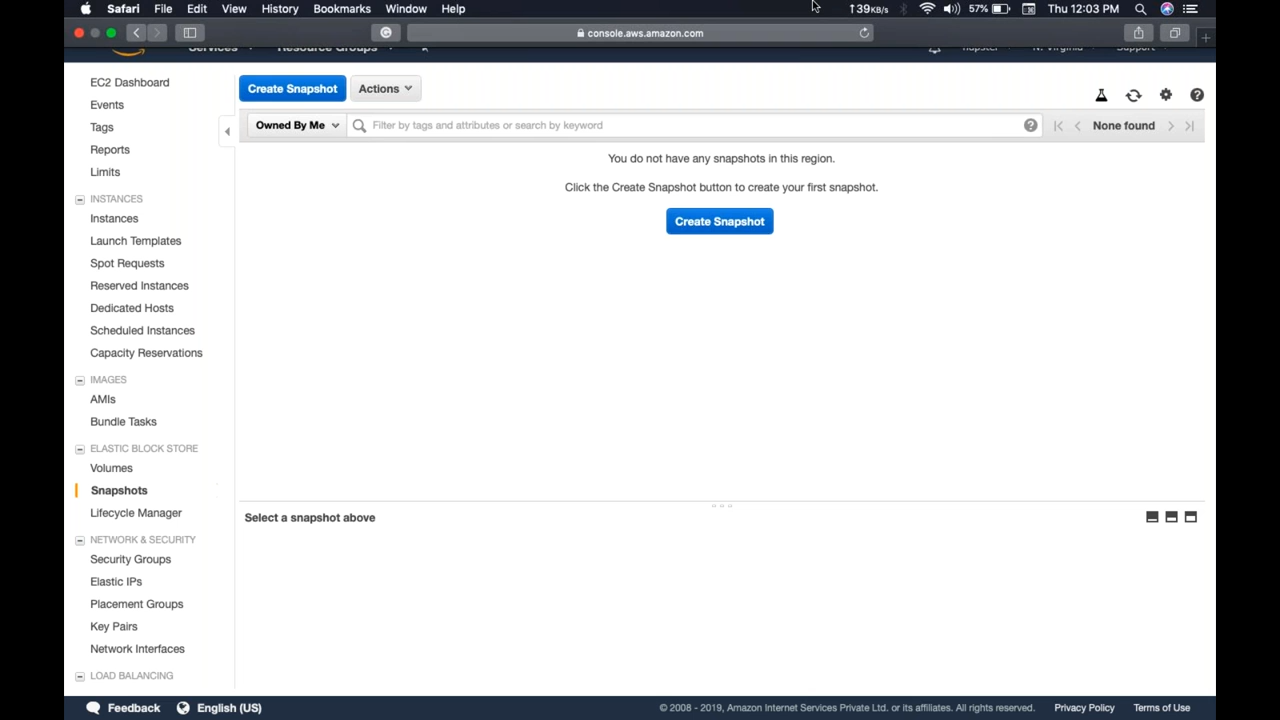 Safari File Edit View History Bookmarks Window Help 139KB/s 57% Thu 12:03 PM
console.aws.amazon.com
Services Resource Groups N. Virginia Support
Create Snapshot Actions
Owned By Me Filter by tags and attributes or search by keyword None found
You do not have any snapshots in this region.
Click the Create Snapshot button to create your first snapshot.
Create Snapshot
EC2 Dashboard
Events
Tags
Reports
Limits
INSTANCES
Instances
Launch Templates
Spot Requests
Reserved Instances
Dedicated Hosts
Scheduled Instances
Capacity Reservations
IMAGES
AMIs
Bundle Tasks
ELASTIC BLOCK STORE
Volumes
Snapshots
Lifecycle Manager
NETWORK & SECURITY
Security Groups
Elastic IPs
Placement Groups
Key Pairs
Network Interfaces
LOAD BALANCING
Select a snapshot above
Feedback English (US) © 2008 - 2019, Amazon Internet Services Private Ltd. or its affiliates. All rights reserved. Privacy Policy Terms of Use